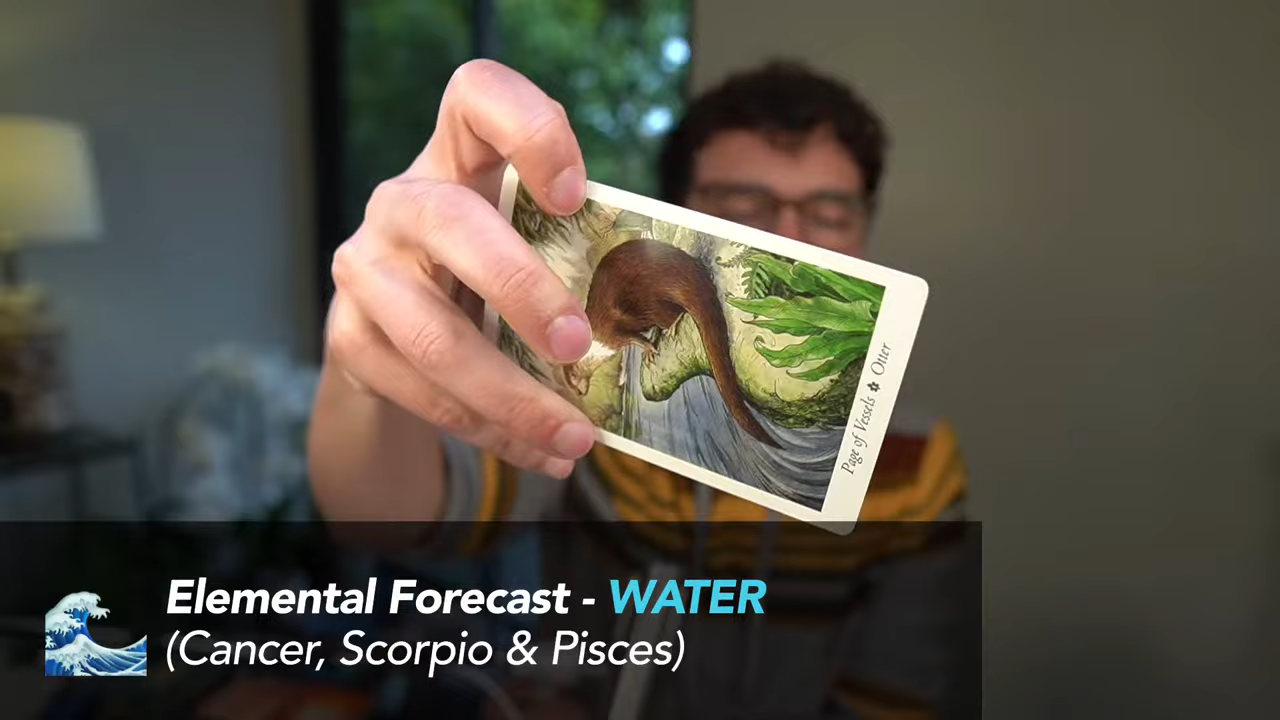 Page of Vessels ✽ Otter
Elemental Forecast - WATER
(Cancer, Scorpio & Pisces)